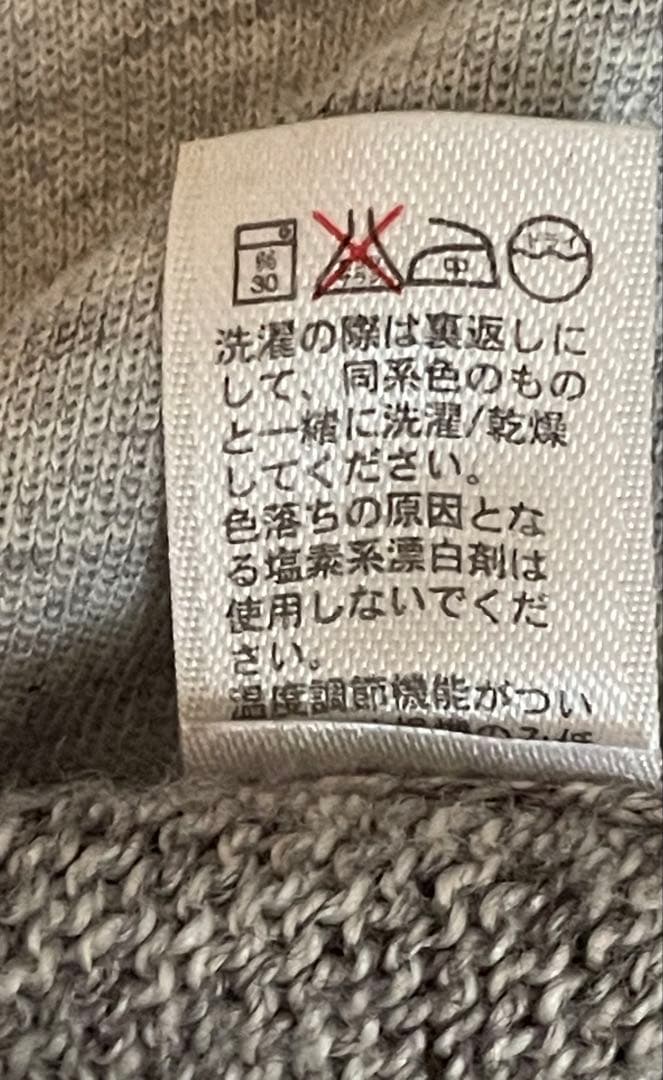 弱
30
中
ドライ
洗濯の際は裏返しに
して、同系色のもの
と一緒に洗濯/乾燥
してください。
色落ちの原因とな
る塩素系漂白剤は
使用しないでくだ
さい。
温度調節機能がつい